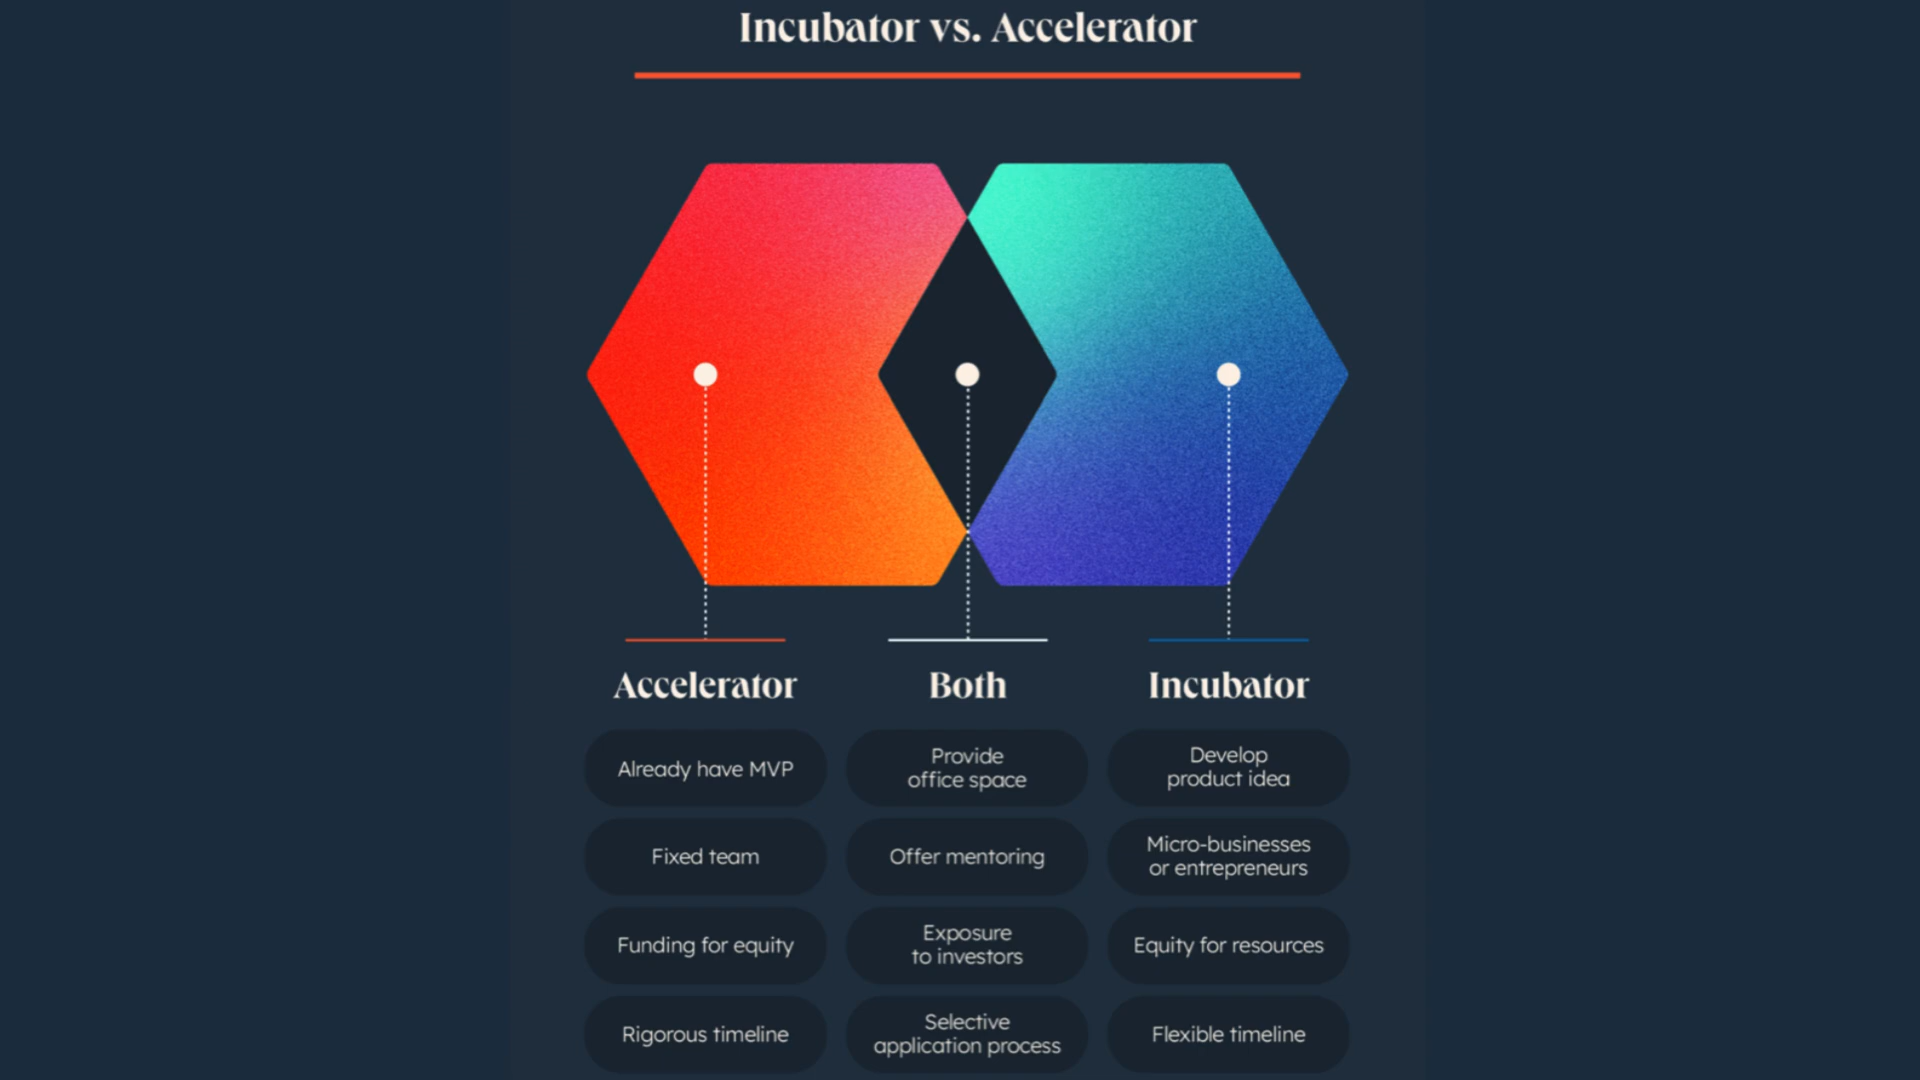 Incubator vs. Accelerator
Accelerator
Already have MVP
Fixed team
Funding for equity
Rigorous timeline
Both
Provide
office space
Offer mentoring
Exposure
to investors
Selective
application process
Incubator
Develop
product idea
Micro-businesses
or entrepreneurs
Equity for resources
Flexible timeline